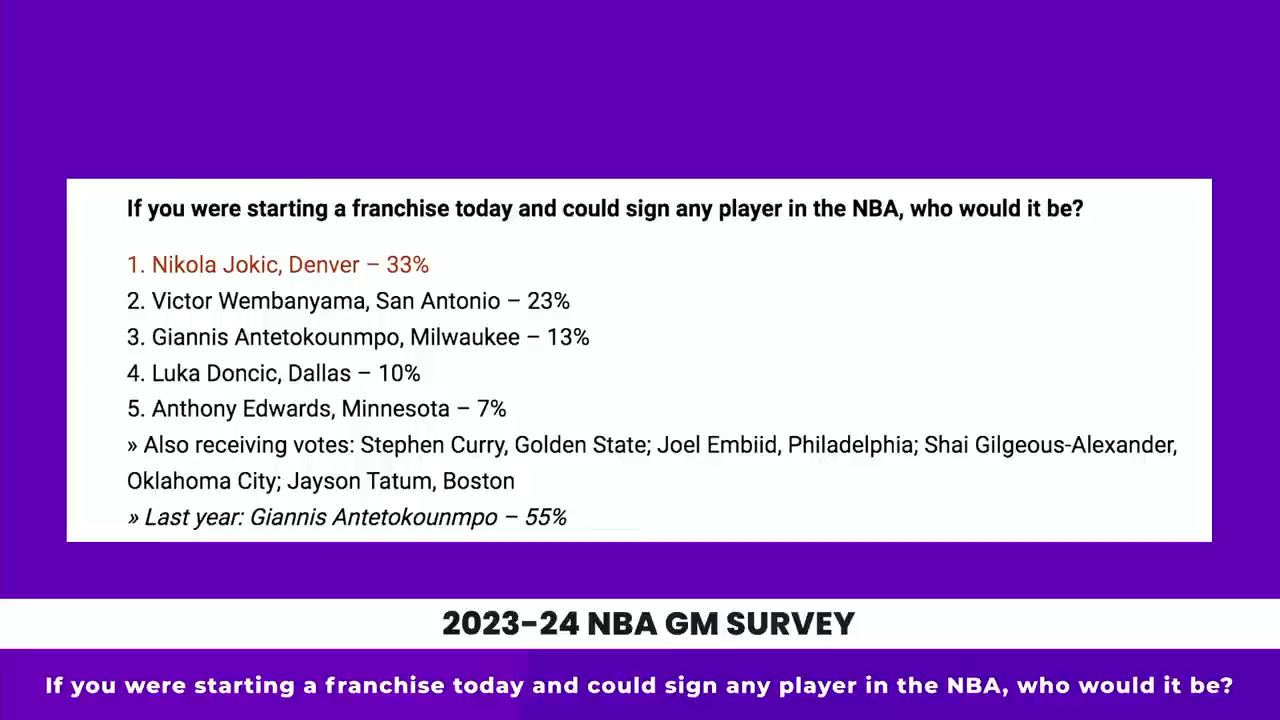 If you were starting a franchise today and could sign any player in the NBA, who would it be?
1. Nikola Jokic, Denver – 33%
2. Victor Wembanyama, San Antonio – 23%
3. Giannis Antetokounmpo, Milwaukee – 13%
4. Luka Doncic, Dallas – 10%
5. Anthony Edwards, Minnesota – 7%
» Also receiving votes: Stephen Curry, Golden State; Joel Embiid, Philadelphia; Shai Gilgeous-Alexander,
Oklahoma City; Jayson Tatum, Boston
» Last year: Giannis Antetokounmpo – 55%
2023-24 NBA GM SURVEY
If you were starting a franchise today and could sign any player in the NBA, who would it be?